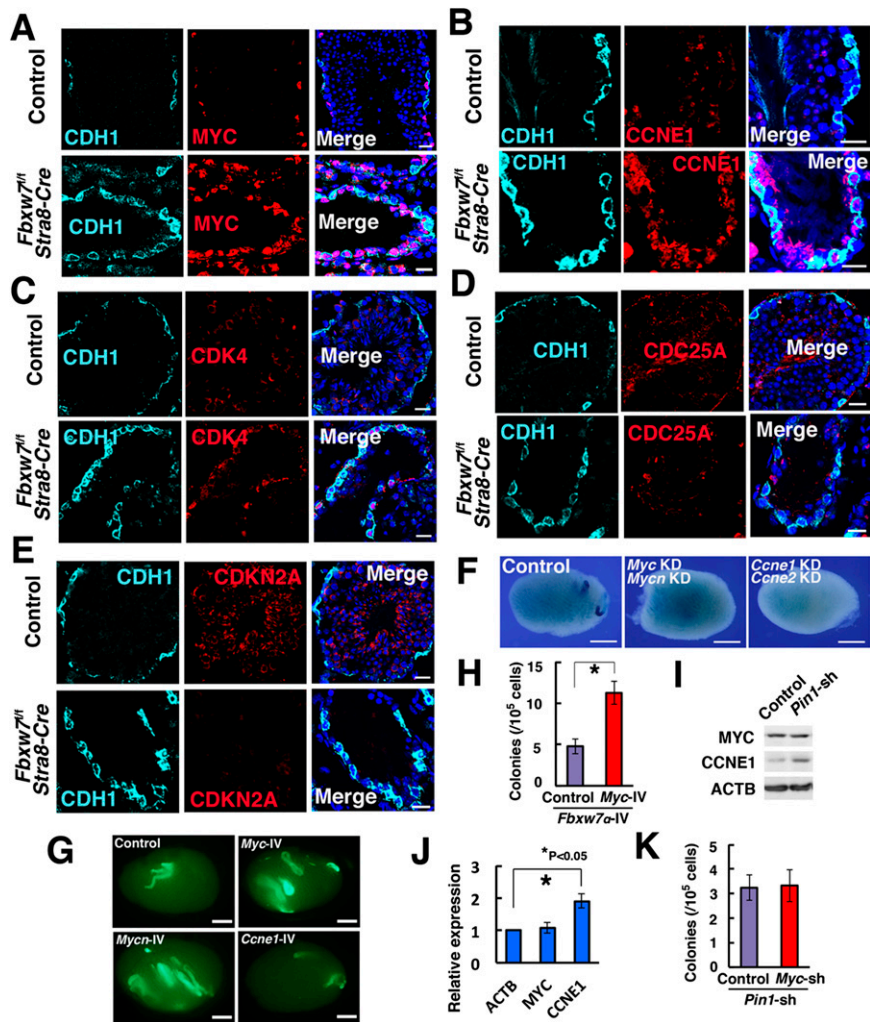 A
Control
CDH1
MYC
Merge
Fbxw7f/f
Stra8-Cre
CDH1
MYC
Merge
B
Control
CDH1
CCNE1
Merge
Fbxw7f/f
Stra8-Cre
CDH1
CCNE1
Merge
C
Control
CDH1
CDK4
Merge
Fbxw7f/f
Stra8-Cre
CDH1
CDK4
Merge
D
Control
CDH1
CDC25A
Merge
Fbxw7f/f
Stra8-Cre
CDH1
CDC25A
Merge
E
Control
CDH1
CDKN2A
Merge
Fbxw7f/f
Stra8-Cre
CDH1
CDKN2A
Merge
F
Control
Myc KD
Mycn KD
Ccne1 KD
Ccne2 KD
H
Colonies (/10⁵ cells)
15
10
5
0
*
Control Myc-IV
Fbxw7α-IV
I
Control
Pin1-sh
MYC
CCNE1
ACTB
G
Control
Myc-IV
Mycn-IV
Ccne1-IV
J
Relative expression
3
2
1
0
*P<0.05
*
ACTB
MYC
CCNE1
K
Colonies (/10⁵ cells)
5
4
3
2
1
0
Control Myc-sh
Pin1-sh